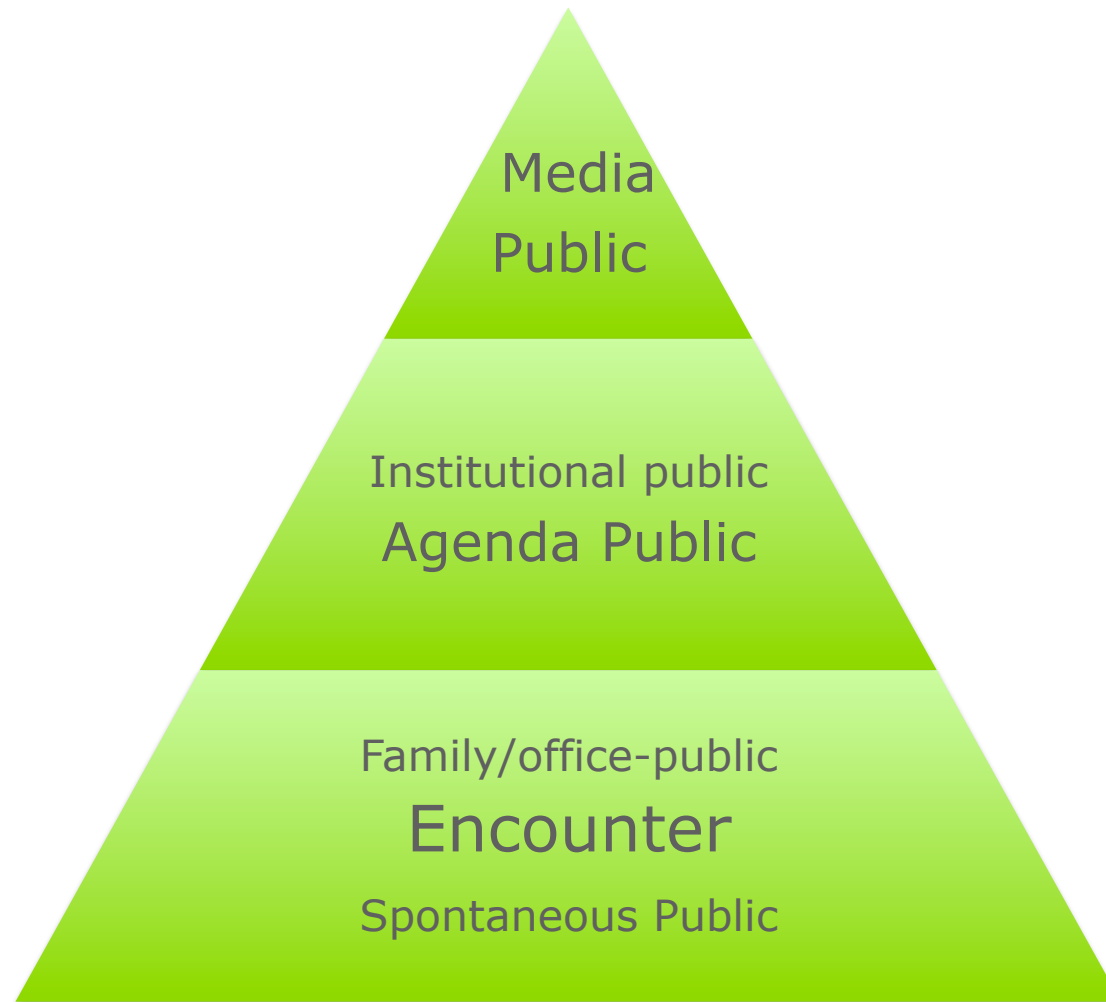 Media
Public
Institutional public
Agenda Public
Family/office-public
Encounter
Spontaneous Public